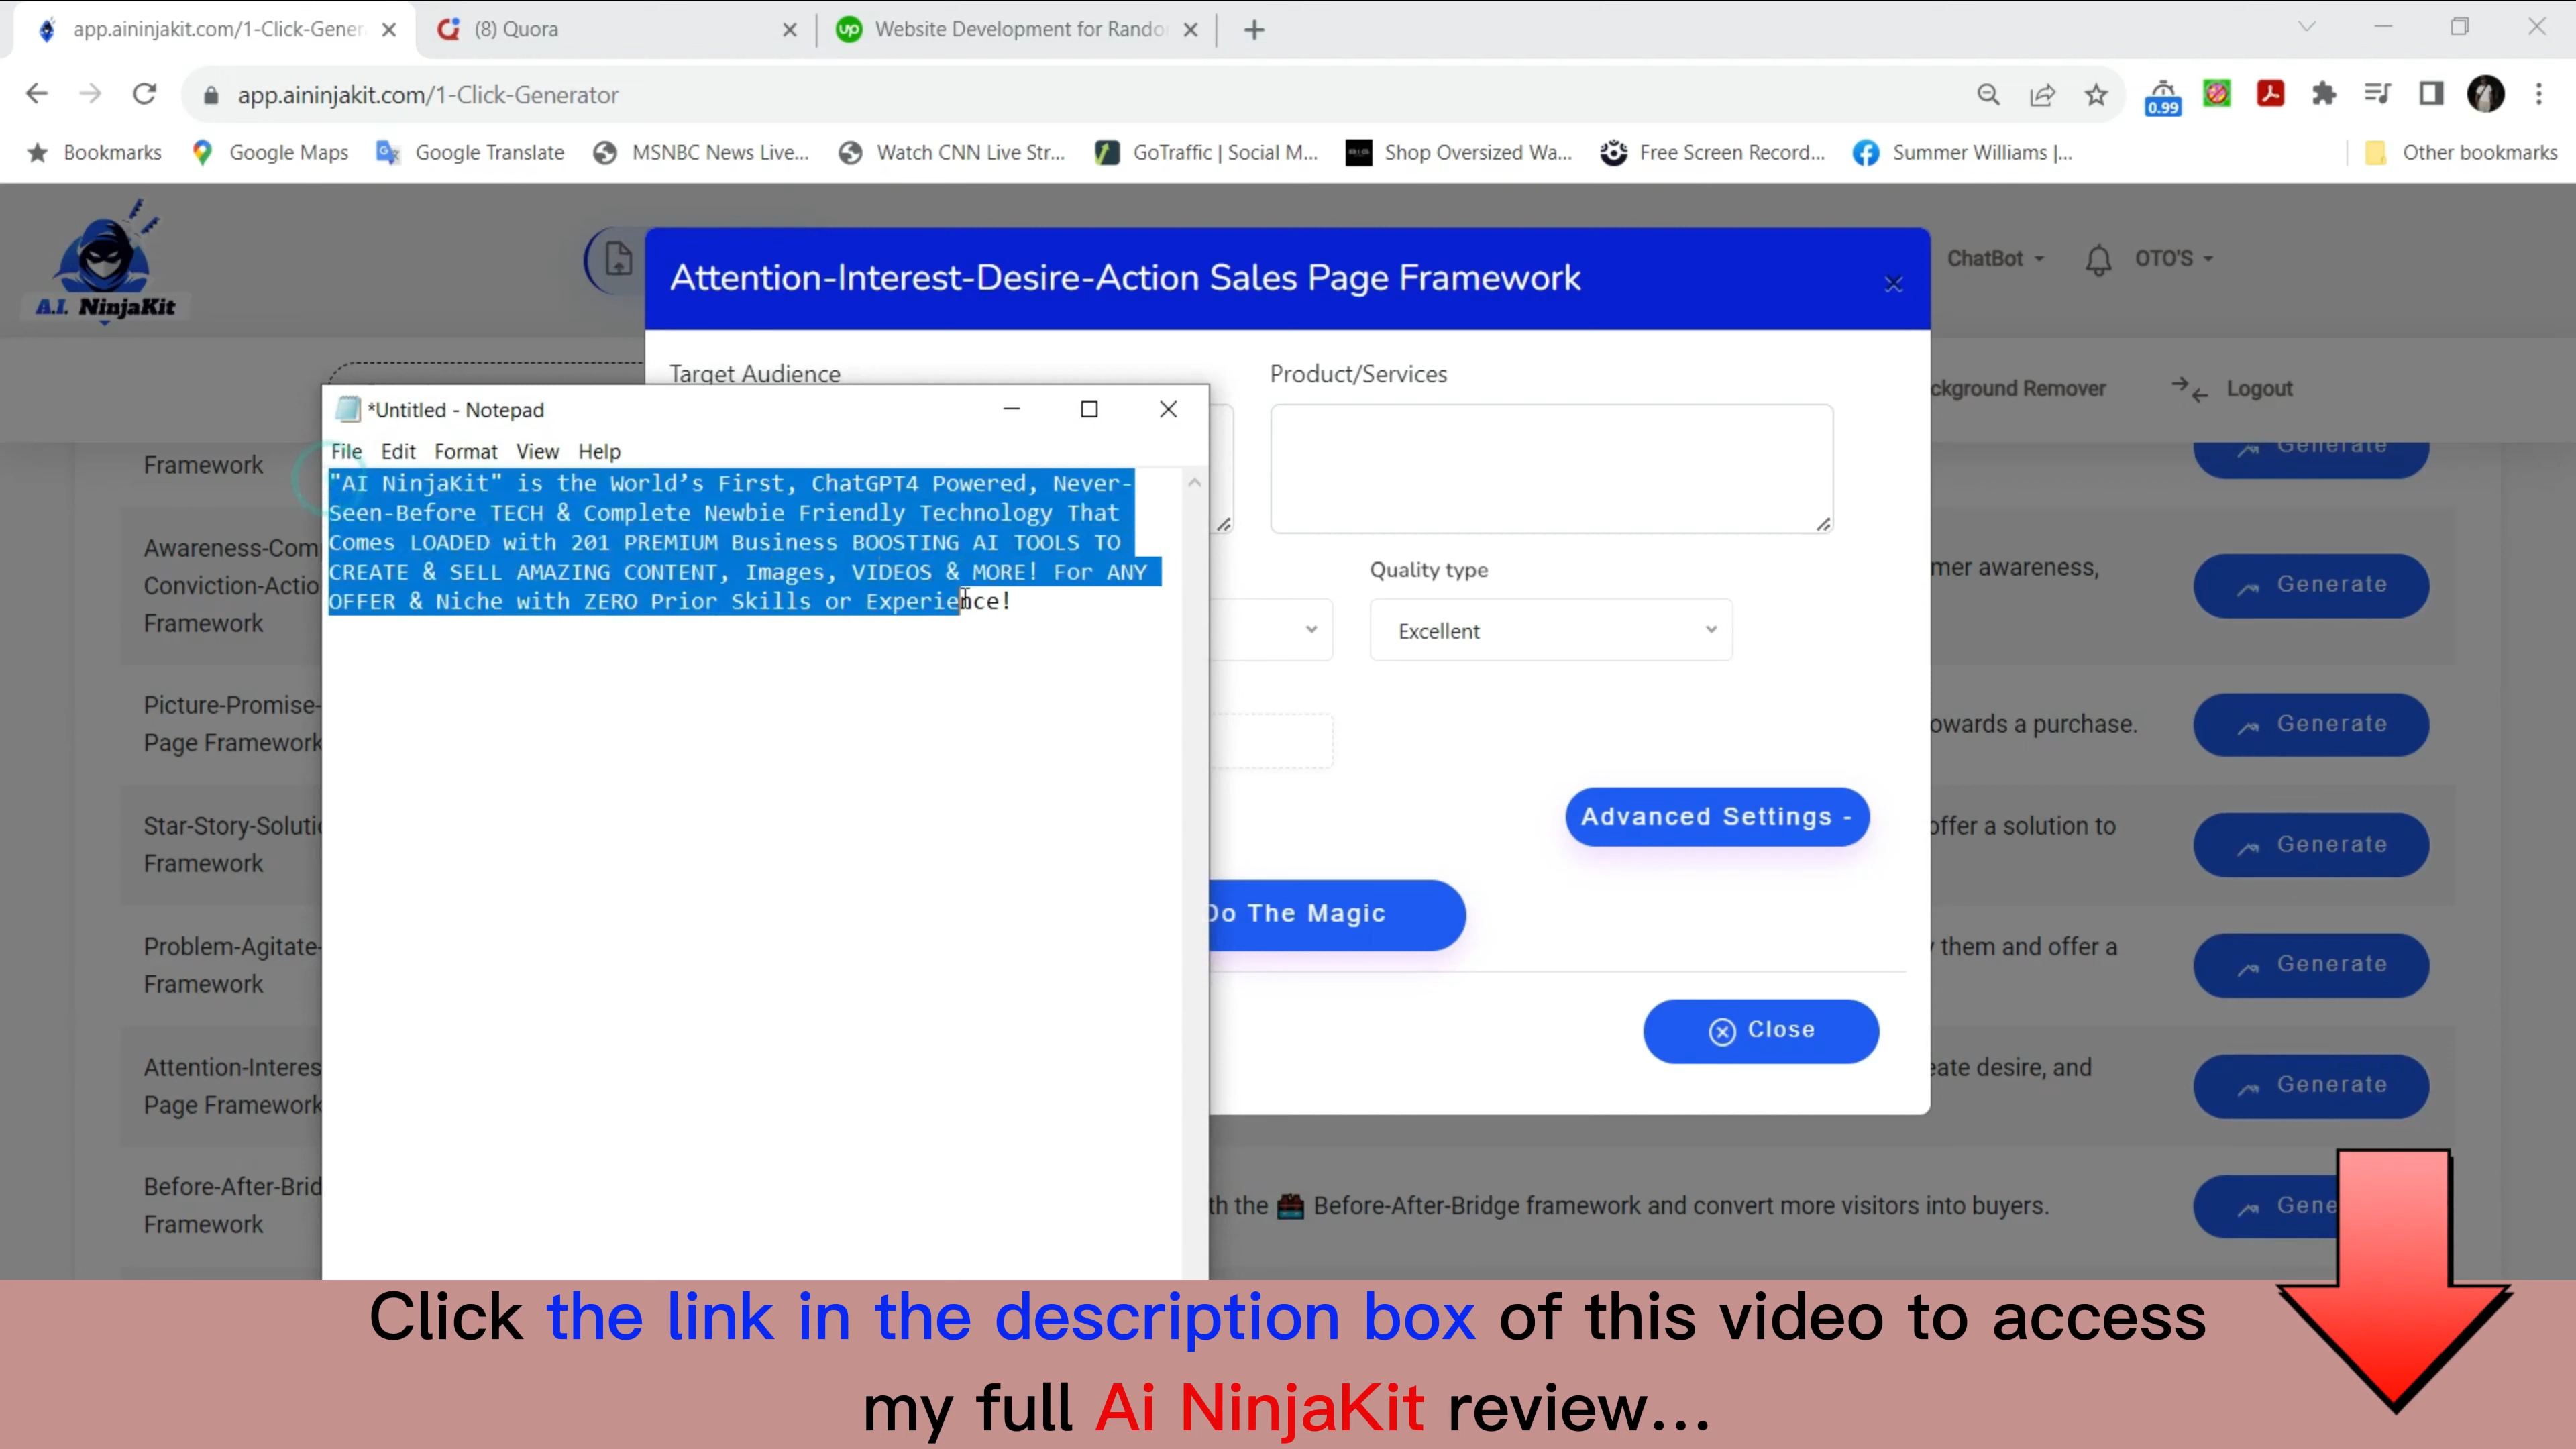 app.aininjakit.com/1-Click-Gener
(8) Quora
Website Development for Rando
app.aininjakit.com/1-Click-Generator
0.99
Bookmarks
Google Maps
Google Translate
MSNBC News Live...
Watch CNN Live Str...
GoTraffic | Social M...
Shop Oversized Wa...
Free Screen Record...
Summer Williams |...
Other bookmarks
A.I. NinjaKit
Attention-Interest-Desire-Action Sales Page Framework
ChatBot
OTO'S
Target Audience
Product/Services
ckground Remover
Logout
*Untitled - Notepad
File Edit Format View Help
"AI NinjaKit" is the World’s First, ChatGPT4 Powered, Never-
Seen-Before TECH & Complete Newbie Friendly Technology That
Comes LOADED with 201 PREMIUM Business BOOSTING AI TOOLS TO
CREATE & SELL AMAZING CONTENT, Images, VIDEOS & MORE! For ANY
OFFER & Niche with ZERO Prior Skills or Experience!
Quality type
Excellent
Advanced Settings -
Do The Magic
Close
Framework
Generate
Awareness-Com
Conviction-Actio
Framework
mer awareness,
Generate
Picture-Promise-
Page Framework
owards a purchase.
Generate
Star-Story-Soluti
Framework
offer a solution to
Generate
Problem-Agitate-
Framework
them and offer a
Generate
Attention-Interes
Page Framework
eate desire, and
Generate
Before-After-Brid
Framework
th the Before-After-Bridge framework and convert more visitors into buyers.
Gene
Click the link in the description box of this video to access
my full Ai NinjaKit review...